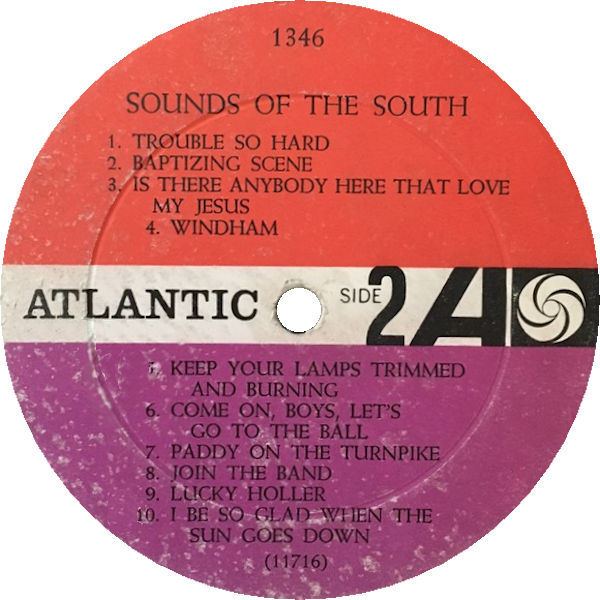 1346
SOUNDS OF THE SOUTH
1. TROUBLE SO HARD
2. BAPTIZING SCENE
3. IS THERE ANYBODY HERE THAT LOVE
MY JESUS
4. WINDHAM
ATLANTIC SIDE 2 A
5. KEEP YOUR LAMPS TRIMMED
AND BURNING
6. COME ON, BOYS, LET'S
GO TO THE BALL
7. PADDY ON THE TURNPIKE
8. JOIN THE BAND
9. LUCKY HOLLER
10. I BE SO GLAD WHEN THE
SUN GOES DOWN
(11716)